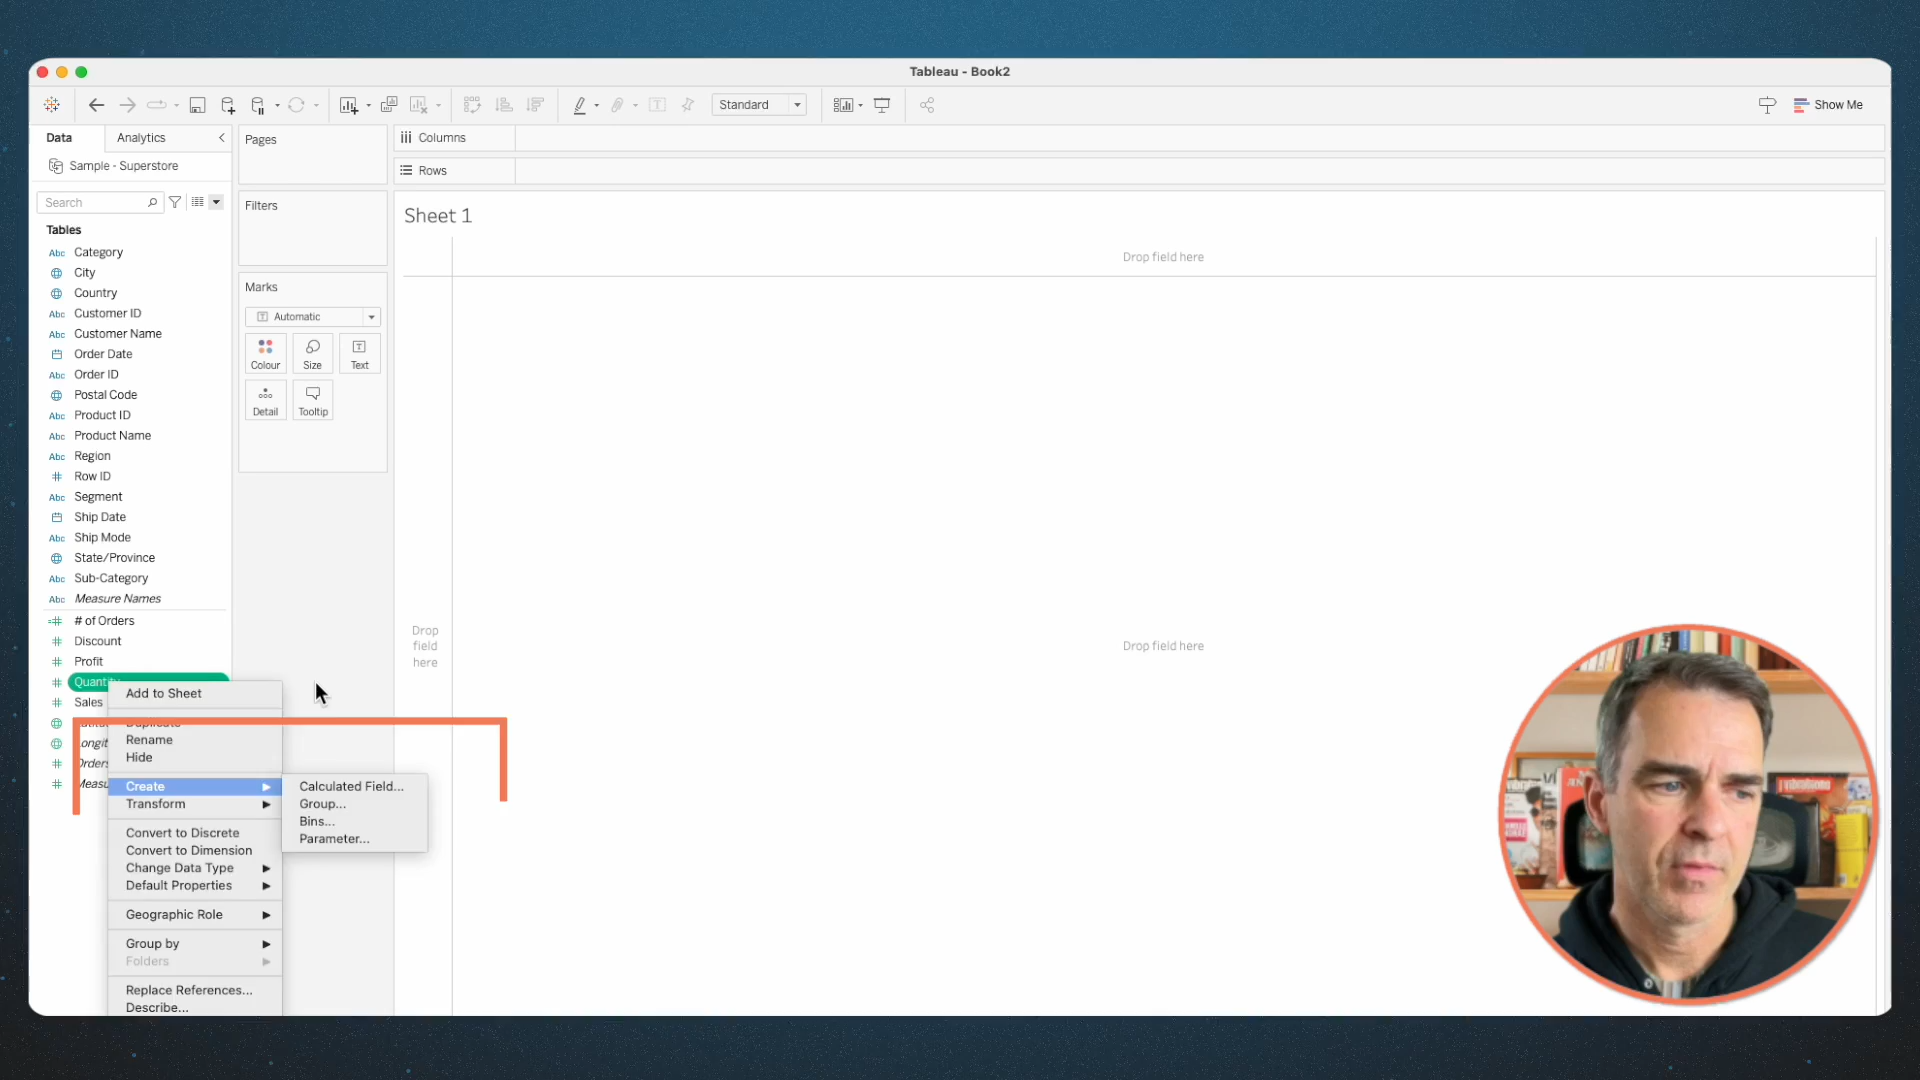 Tableau - Book2
Standard
Show Me
Data
Analytics
Pages
Columns
Sample - Superstore
Rows
Search
Filters
Sheet 1
Tables
Category
Drop field here
City
Country
Marks
Customer ID
Automatic
Customer Name
Order Date
Colour
Size
Text
Order ID
Postal Code
Detail
Tooltip
Product ID
Product Name
Region
Row ID
Segment
Ship Date
Ship Mode
State/Province
Sub-Category
Measure Names
# of Orders
Discount
Profit
Drop
field
here
Drop field here
Quantity
Add to Sheet
Sales
Duplicate
Rename
Hide
Create
Calculated Field...
Transform
Group...
Bins...
Parameter...
Convert to Discrete
Convert to Dimension
Change Data Type
Default Properties
Geographic Role
Group by
Folders
Replace References...
Describe...